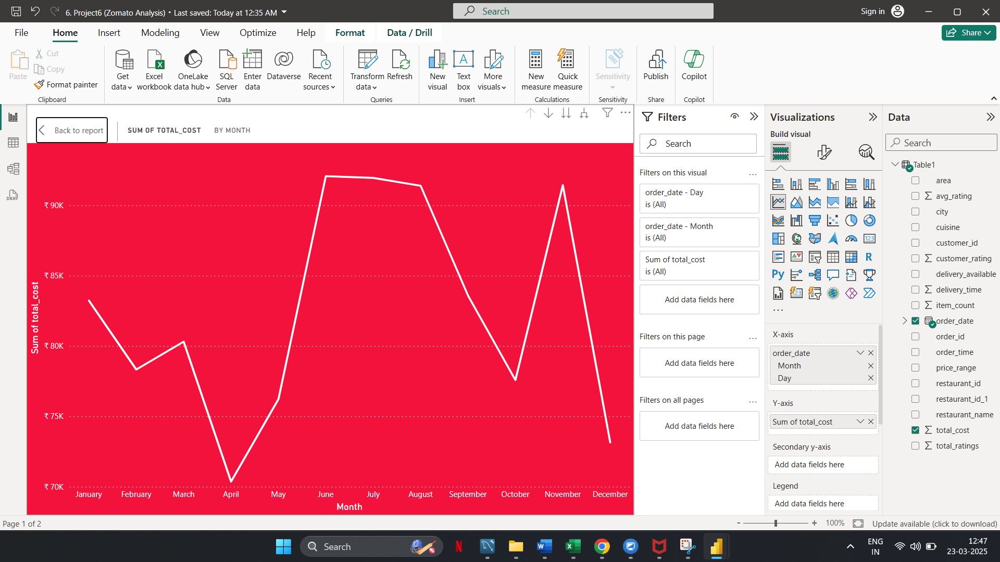 6. Project6 (Zomato Analysis) • Last saved: Today at 12:35 AM
Search
Sign in
File
Home
Insert
Modeling
View
Optimize
Help
Format
Data / Drill
Share
Paste
Cut
Copy
Format painter
Clipboard
Get data
Excel workbook
OneLake data hub
SQL Server
Enter data
Dataverse
Recent sources
Data
Transform data
Refresh
Queries
New visual
Text box
More visuals
Insert
New measure
Quick measure
Calculations
Sensitivity
Sensitivity
Publish
Share
Copilot
Copilot
Back to report
SUM OF TOTAL_COST
BY MONTH
₹ 90K
₹ 85K
₹ 80K
₹ 75K
₹ 70K
Sum of total_cost
January
February
March
April
May
June
July
August
September
October
November
December
Month
Filters
Search
Filters on this visual
order_date - Day
is (All)
order_date - Month
is (All)
Sum of total_cost
is (All)
Add data fields here
Filters on this page
Add data fields here
Filters on all pages
Add data fields here
Visualizations
Build visual
123
R
Py
123
X-axis
order_date
Month
Day
Y-axis
Sum of total_cost
Secondary y-axis
Add data fields here
Legend
Add data fields here
Data
Search
Table1
area
avg_rating
city
cuisine
customer_id
customer_rating
delivery_available
delivery_time
item_count
order_date
order_id
order_time
price_range
restaurant_id
restaurant_id_1
restaurant_name
total_cost
total_ratings
DAX
Page 1 of 2
- + 100%
Update available (click to download)
Search
N
W
X
ENG
IN
12:47
23-03-2025